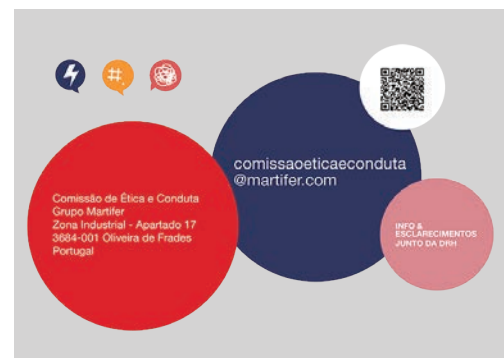 #.
comissaoeticaeconduta
@martifer.com
Comissão de Ética e Conduta
Grupo Martifer
Zona Industrial - Apartado 17
3684-001 Oliveira de Frades
Portugal
INFO &
ESCLARECIMENTOS
JUNTO DA DRH